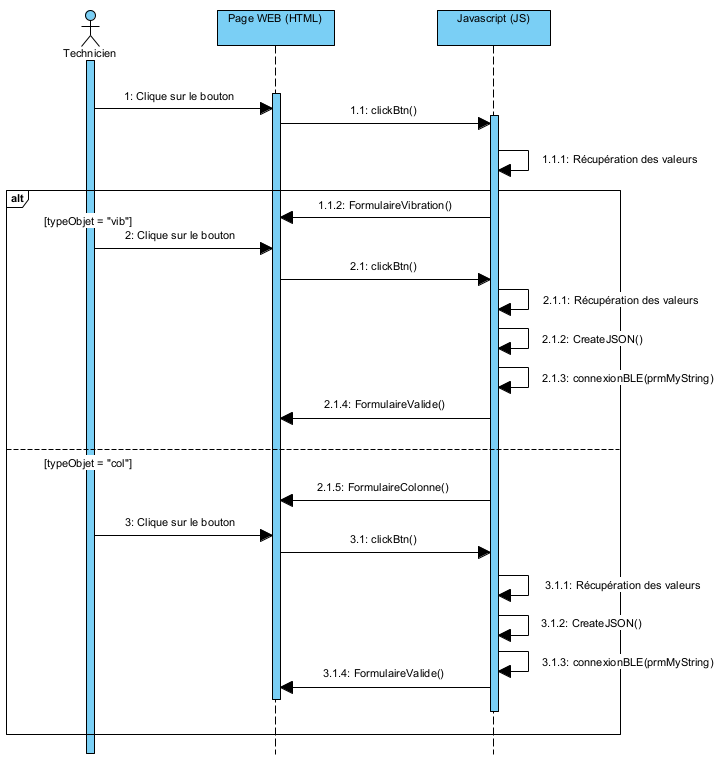 Page WEB (HTML)
Javascript (JS)
Technicien
1: Clique sur le bouton
1.1: clickBtn()
1.1.1: Récupération des valeurs
alt
1.1.2: FormulaireVibration()
[typeObjet = "vib"]
2: Clique sur le bouton
2.1: clickBtn()
2.1.1: Récupération des valeurs
2.1.2: CreateJSON()
2.1.3: connexionBLE(prmMyString)
2.1.4: FormulaireValide()
[typeObjet = "col"]
2.1.5: FormulaireColonne()
3: Clique sur le bouton
3.1: clickBtn()
3.1.1: Récupération des valeurs
3.1.2: CreateJSON()
3.1.3: connexionBLE(prmMyString)
3.1.4: FormulaireValide()